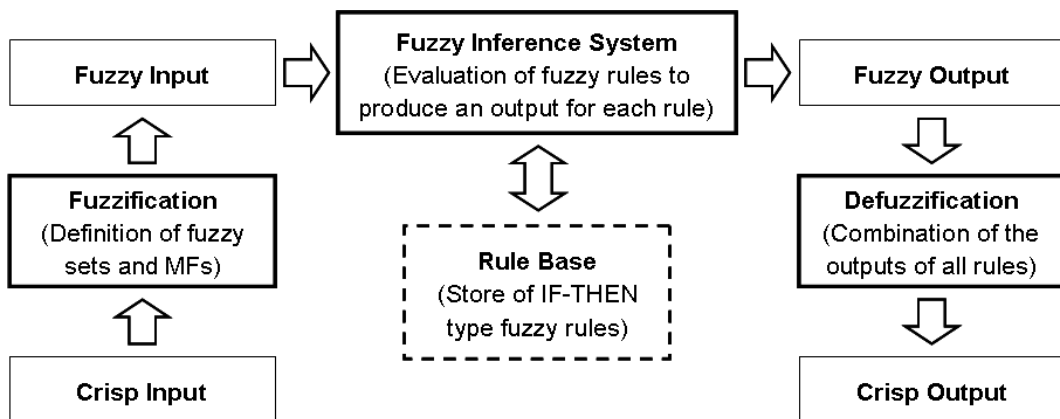 Fuzzy Input
Fuzzy Inference System
(Evaluation of fuzzy rules to
produce an output for each rule)
Fuzzy Output
Fuzzification
(Definition of fuzzy
sets and MFs)
Rule Base
(Store of IF-THEN
type fuzzy rules)
Defuzzification
(Combination of the
outputs of all rules)
Crisp Input
Crisp Output